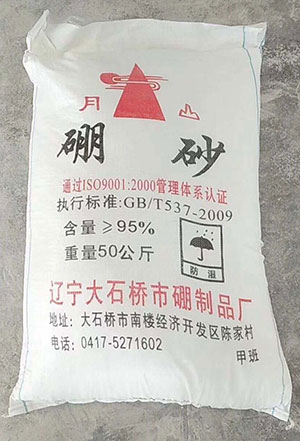 月 山
硼 砂
通过ISO9001:2000管理体系认证
执行标准:GB/T537-2009
含量≥95%
重量50公斤
防湿
辽宁大石桥市硼制品厂
地址: 大石桥市南楼经济开发区陈家村
电话: 0417-5271602
甲班